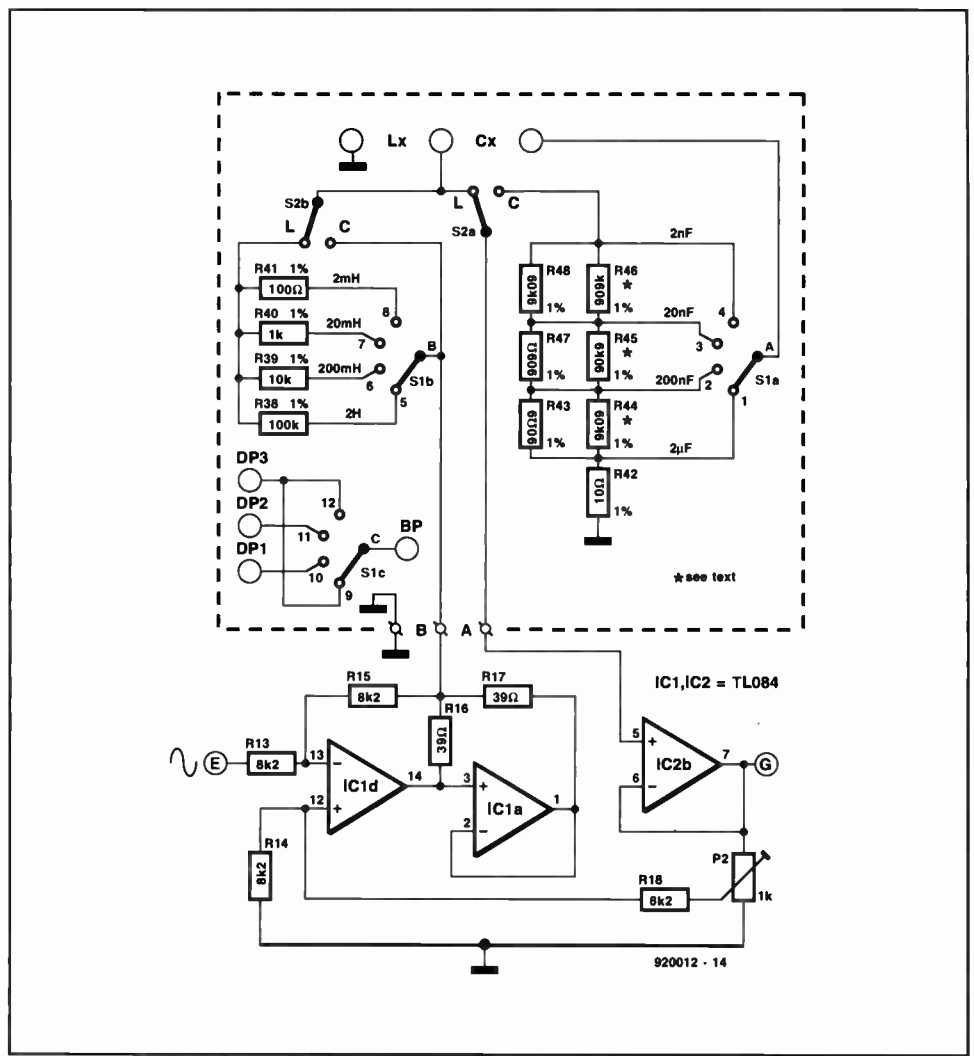 Lx Cx
S2b
L C
L C
S2a
R41 1%
100Ω
2mH
8
R40 1%
1k
20mH
7
R39 1%
10k
200mH
6
B
S1b
5
R38 1%
100k
2H
R48
9k09
1%
R46
909k
*
1%
2nF
4
20nF
3
A
R47
909Ω
1%
R45
90k9
*
1%
200nF
2
S1a
1
R43
90Ω9
1%
R44
9k09
*
1%
2µF
R42
10Ω
1%
DP3
12
DP2
11
DP1
10
C
BP
S1c
9
*see text
B A
R15
8k2
R17
39Ω
R16
39Ω
IC1,IC2 = TL084
R13
8k2
E
13
−
IC1d
14
12
+
3
+
IC1a
1
2
−
5
+
IC2b
7
G
6
−
R14
8k2
R18
8k2
P2
1k
920012 - 14